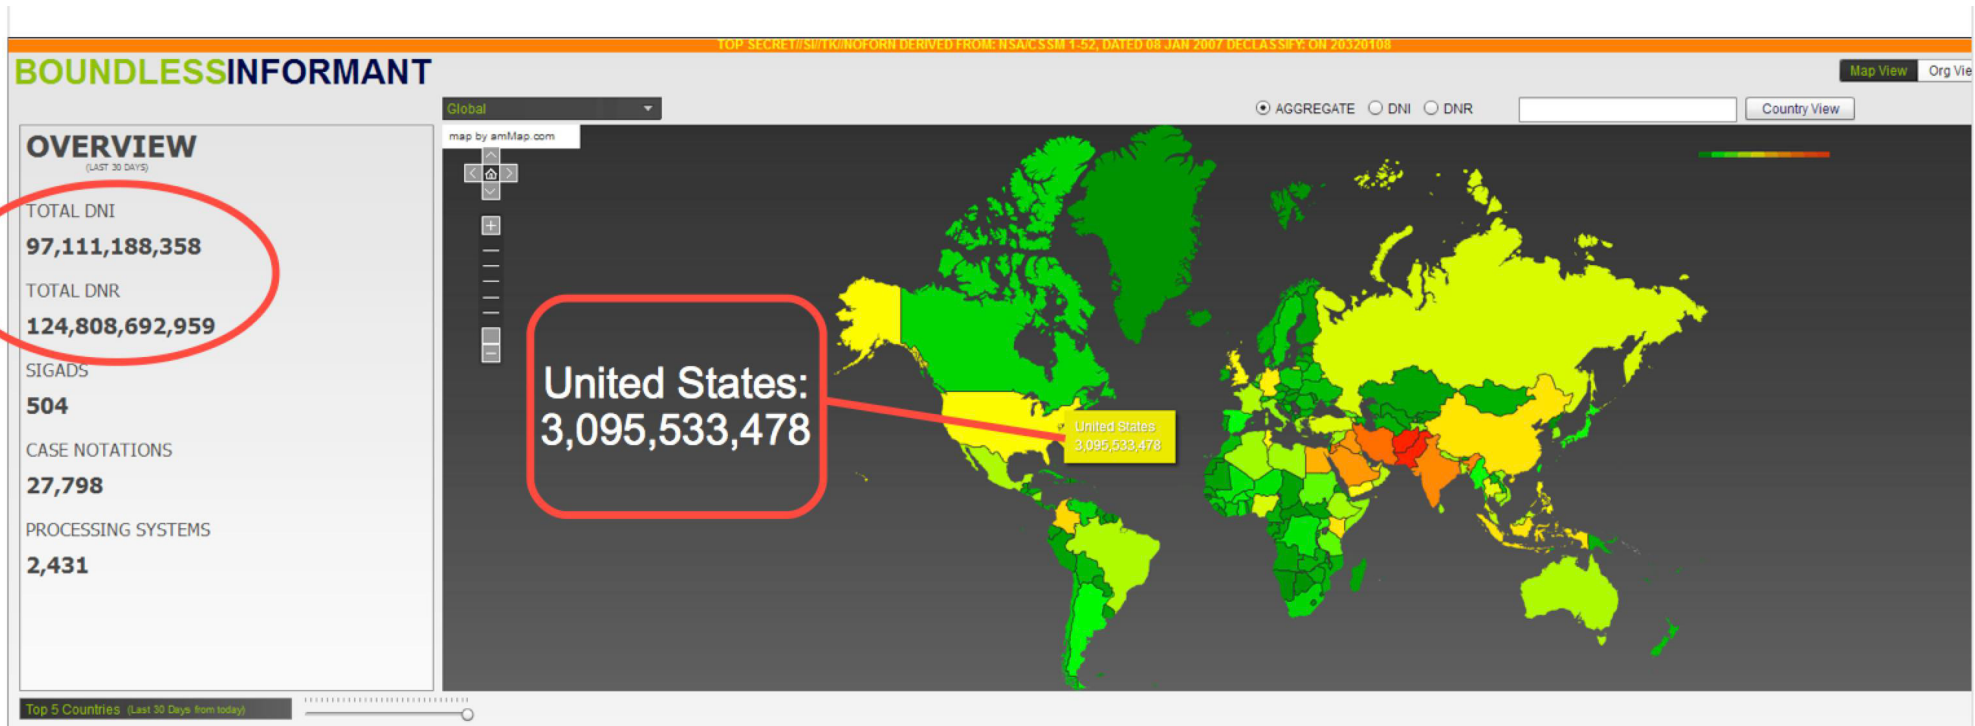 TOP SECRET//SI//TK//NOFORN DERIVED FROM: NSA/CSSM 1-52, DATED 08 JAN 2007 DECLASSIFY: ON 20320108
BOUNDLESSINFORMANT
Map View Org Vie
Global
AGGREGATE DNI DNR
Country View
map by amMap.com
OVERVIEW
(LAST 30 DAYS)
TOTAL DNI
97,111,188,358
TOTAL DNR
124,808,692,959
SIGADS
504
CASE NOTATIONS
27,798
PROCESSING SYSTEMS
2,431
United States:
3,095,533,478
United States
3,095,533,478
Top 5 Countries (Last 30 Days from today)